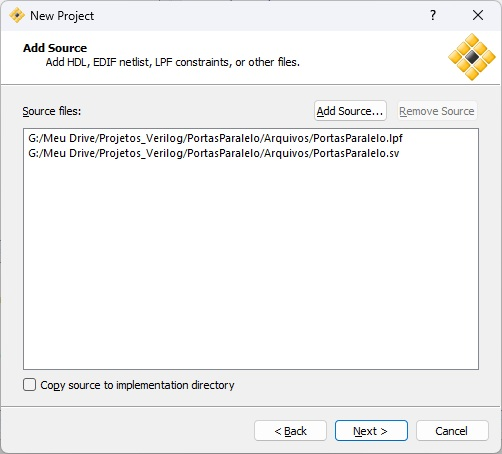 New Project
?
Add Source
Add HDL, EDIF netlist, LPF constraints, or other files.
Source files:
Add Source...
Remove Source
G:/Meu Drive/Projetos_Verilog/PortasParalelo/Arquivos/PortasParalelo.lpf
G:/Meu Drive/Projetos_Verilog/PortasParalelo/Arquivos/PortasParalelo.sv
Copy source to implementation directory
< Back
Next >
Cancel